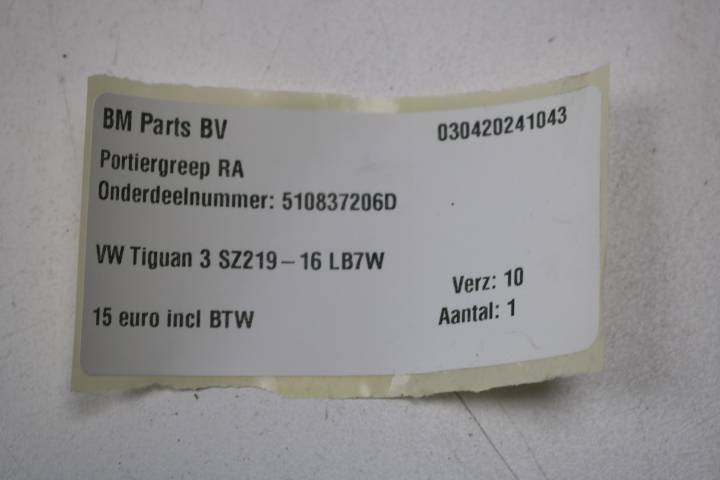 BM Parts BV
030420241043
Portiergreep RA
Onderdeelnummer: 510837206D
VW Tiguan 3 SZ219-16 LB7W
Verz: 10
15 euro incl BTW
Aantal: 1